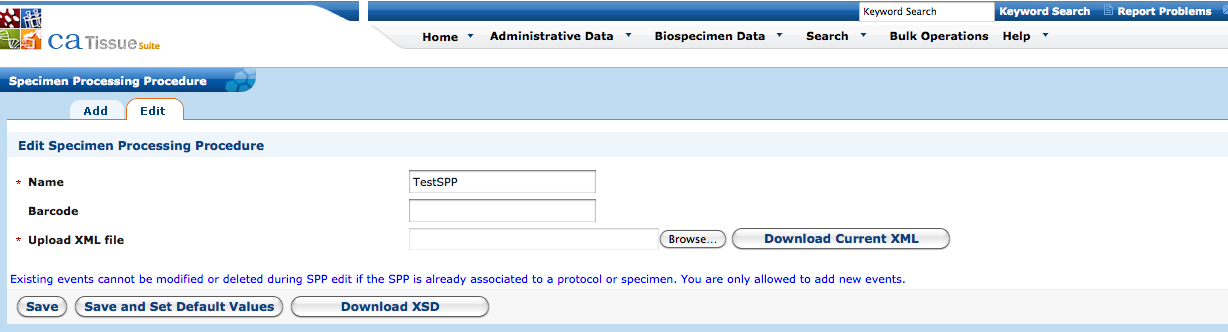 Keyword Search Keyword Search Report Problems
ca Tissue Suite
Home Administrative Data Biospecimen Data Search Bulk Operations Help
Specimen Processing Procedure
Add Edit
Edit Specimen Processing Procedure
* Name TestSPP
Barcode
* Upload XML file Browse... Download Current XML
Existing events cannot be modified or deleted during SPP edit if the SPP is already associated to a protocol or specimen. You are only allowed to add new events.
Save Save and Set Default Values Download XSD